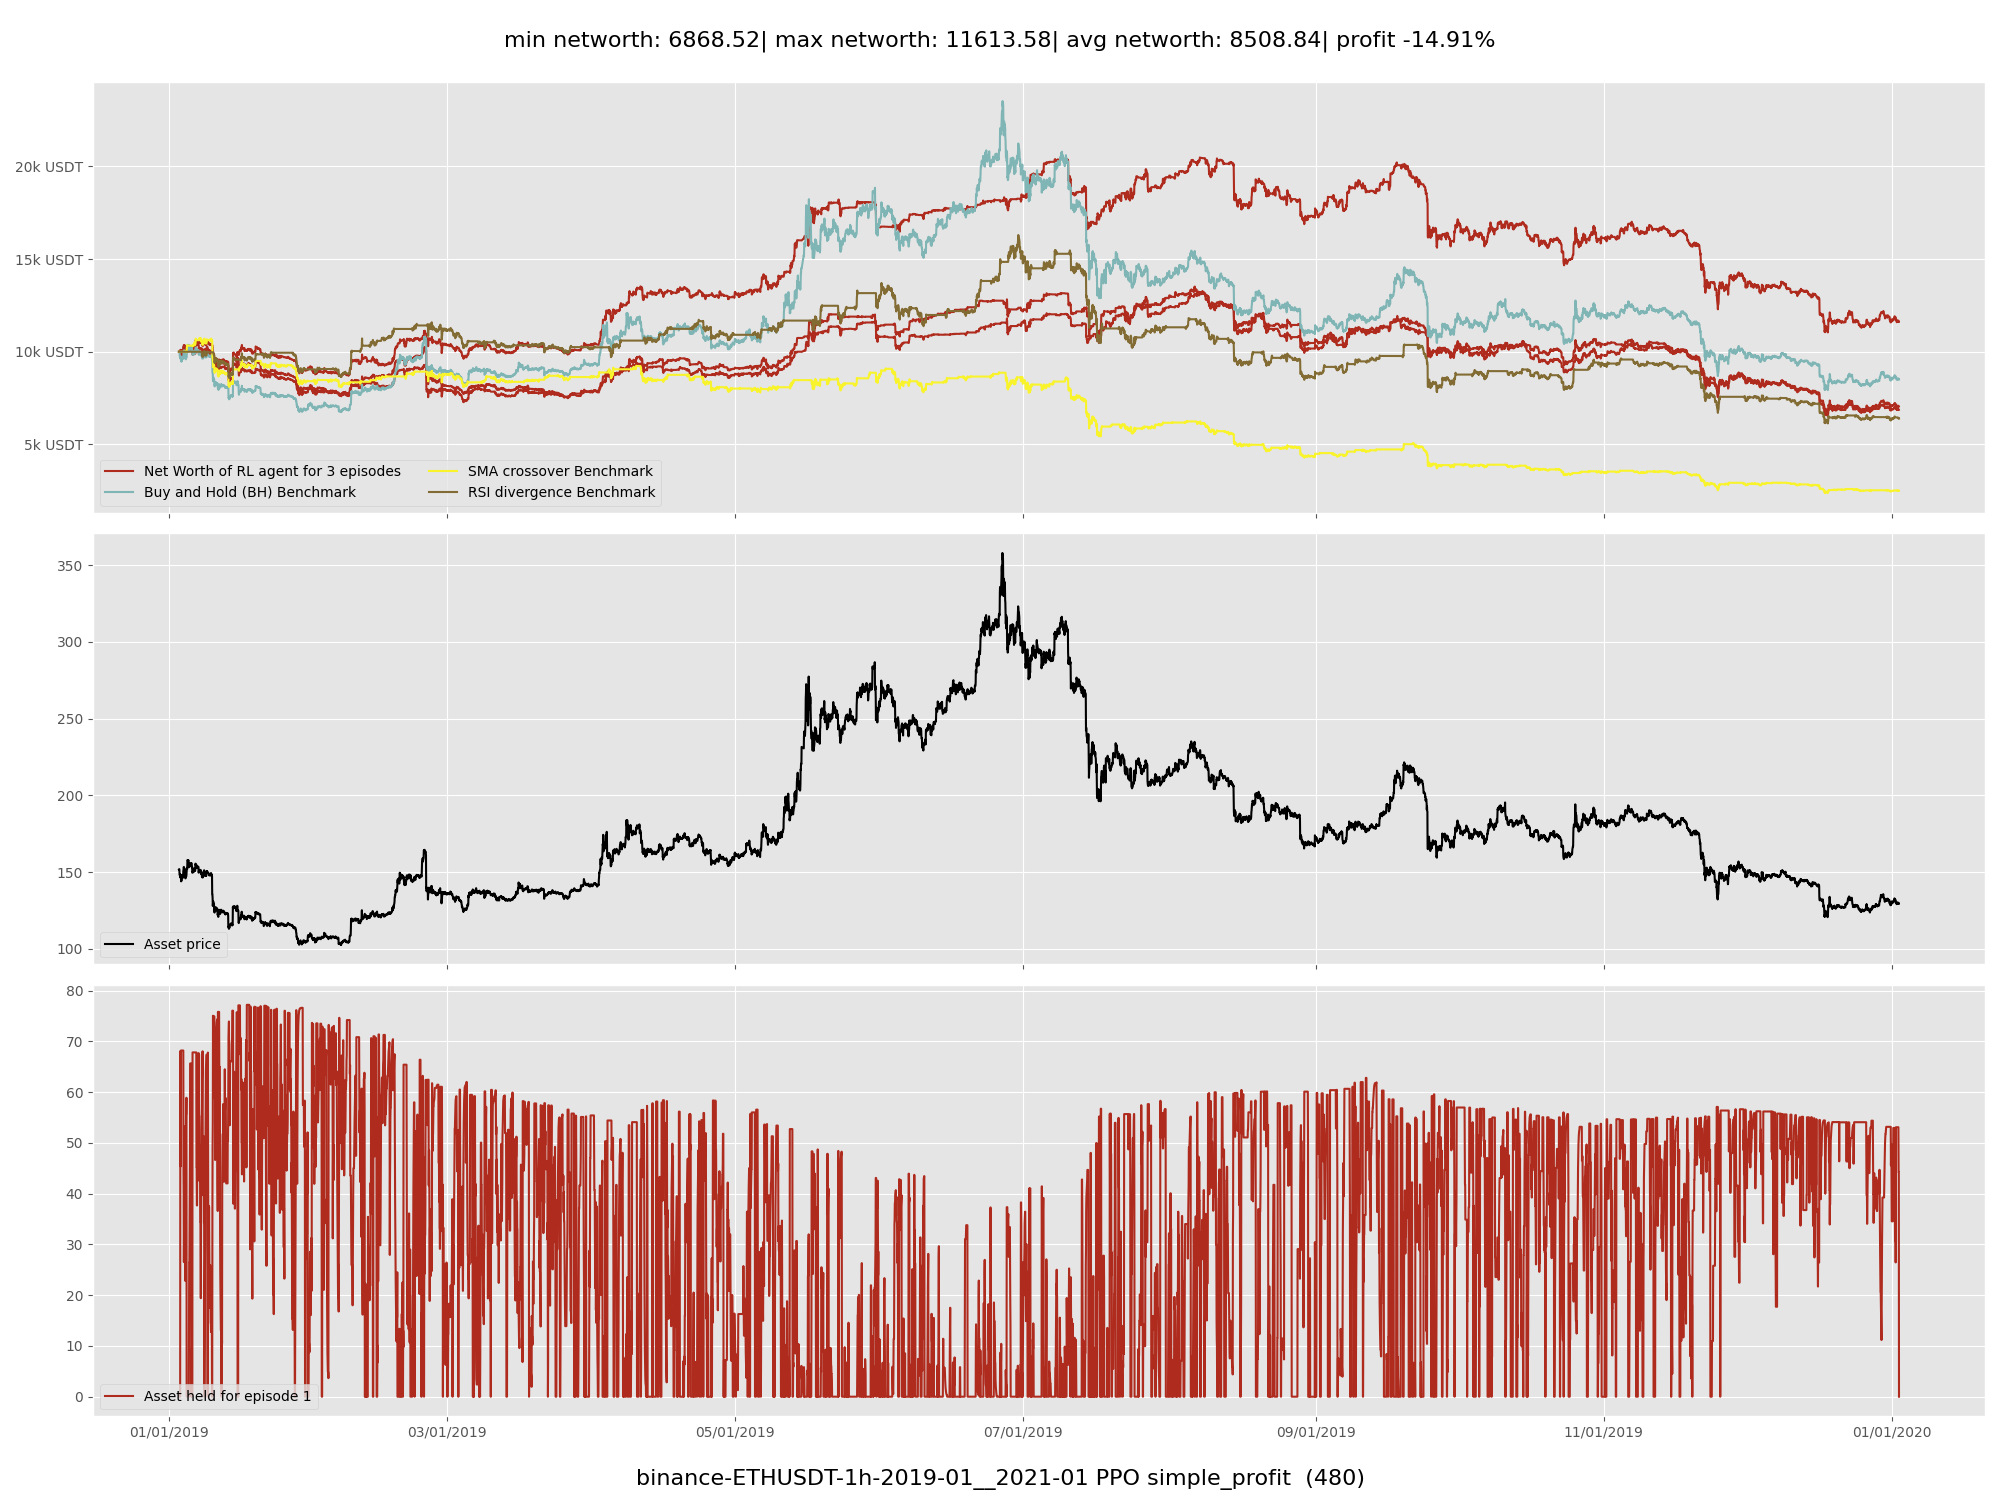 min networth: 6868.52| max networth: 11613.58| avg networth: 8508.84| profit -14.91%
20k USDT
15k USDT
10k USDT
5k USDT
Net Worth of RL agent for 3 episodes
Buy and Hold (BH) Benchmark
SMA crossover Benchmark
RSI divergence Benchmark
350
300
250
200
150
100
Asset price
80
70
60
50
40
30
20
10
0
Asset held for episode 1
01/01/2019
03/01/2019
05/01/2019
07/01/2019
09/01/2019
11/01/2019
01/01/2020
binance-ETHUSDT-1h-2019-01__2021-01 PPO simple_profit (480)